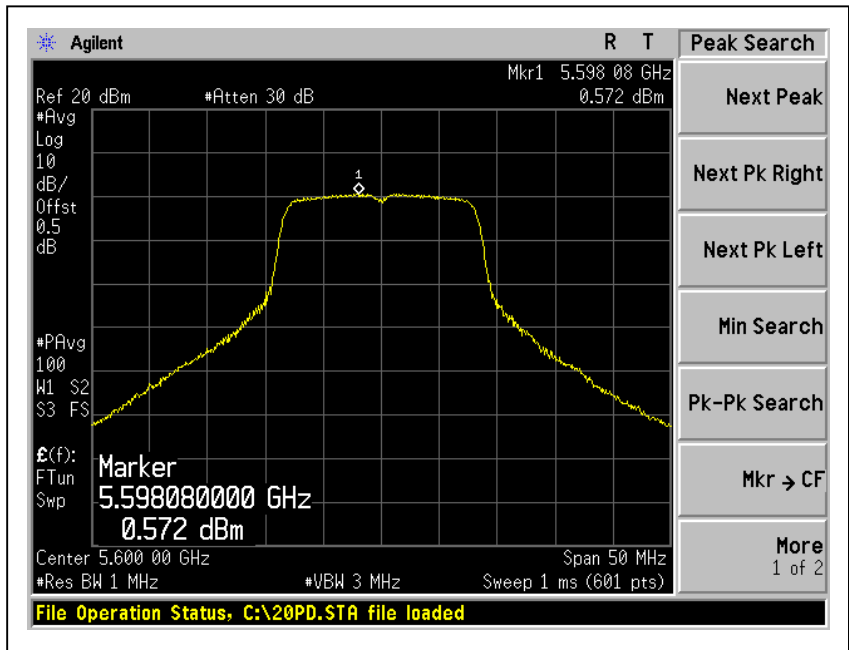 Agilent R T
Peak Search
Mkr1 5.598 08 GHz
Ref 20 dBm #Atten 30 dB 0.572 dBm
#Avg
Log
10
dB/
Offst
0.5
dB
1
#PAvg
100
W1 S2
S3 FS
£(f):
FTun
Swp
Marker
5.598080000 GHz
0.572 dBm
Center 5.600 00 GHz Span 50 MHz
#Res BW 1 MHz #VBW 3 MHz Sweep 1 ms (601 pts)
File Operation Status, C:\20PD.STA file loaded
Next Peak
Next Pk Right
Next Pk Left
Min Search
Pk-Pk Search
Mkr → CF
More
1 of 2